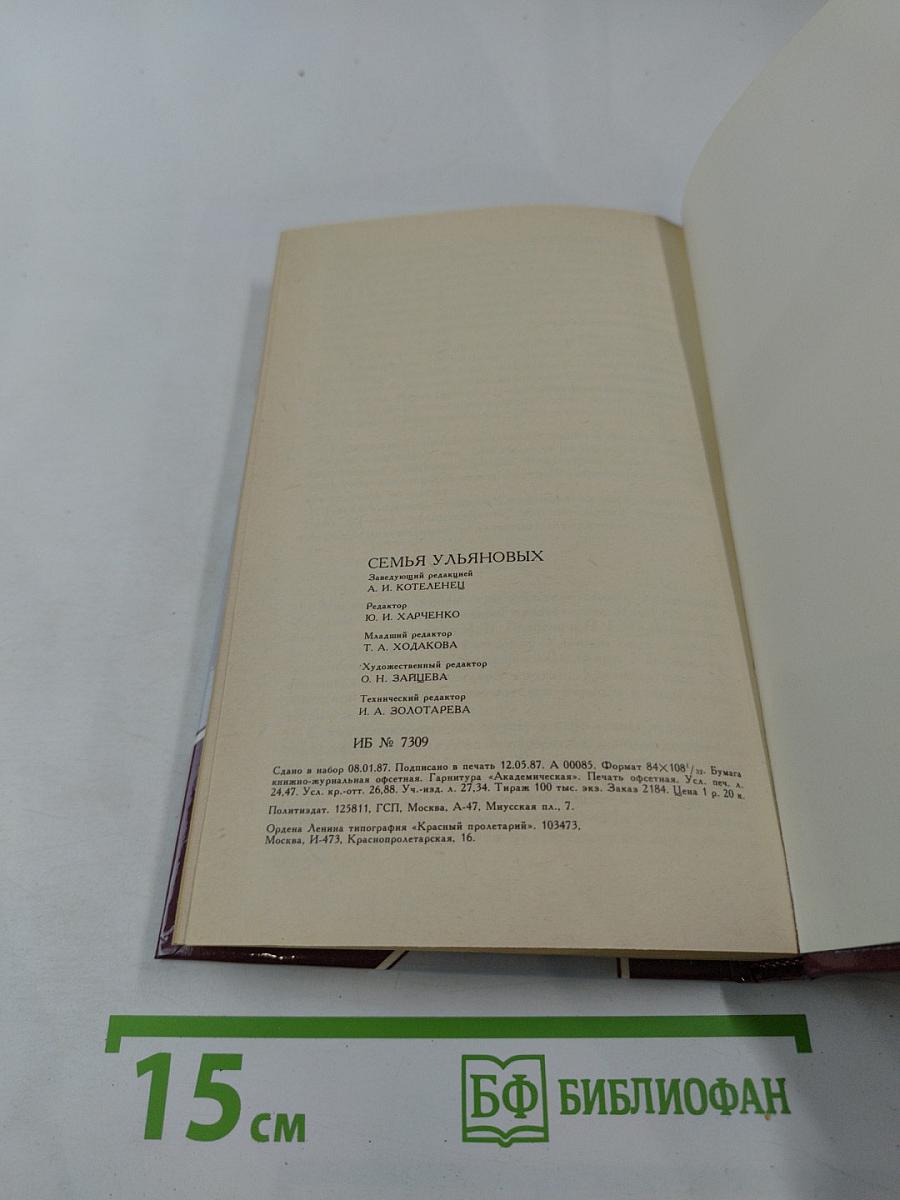 СЕМЬЯ УЛЬЯНОВЫХ
Заведующий редакцией
А. И. КОТЕЛЕНЕЦ
Редактор
Ю. И. ХАРЧЕНКО
Младший редактор
Т. А. ХОДАКОВА
Художественный редактор
О. Н. ЗАЙЦЕВА
Технический редактор
И. А. ЗОЛОТАРЕВА
ИБ № 7309
Сдано в набор 08.01.87. Подписано в печать 12.05.87. А 00085. Формат 84×108¹/₃₂. Бумага
книжно-журнальная офсетная. Гарнитура «Академическая». Печать офсетная. Усл. печ. л.
24,47. Усл. кр.-отт. 26,88. Уч.-изд. л. 27,34. Тираж 100 тыс. экз. Заказ 2184. Цена 1 р. 20 к.
Политиздат. 125811, ГСП, Москва, А-47, Миусская пл., 7.
Ордена Ленина типография «Красный пролетарий». 103473,
Москва, И-473, Краснопролетарская, 16.
15 см
БФ БИБЛИОФАН